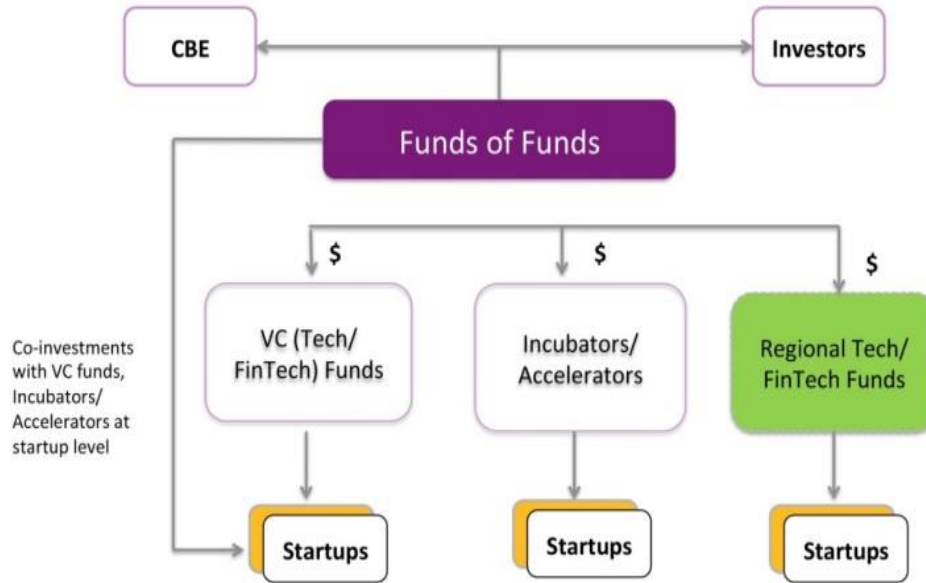 CBE
Investors
Funds of Funds
$
$
$
VC (Tech/
FinTech) Funds
Incubators/
Accelerators
Regional Tech/
FinTech Funds
Co-investments
with VC funds,
Incubators/
Accelerators at
startup level
Startups
Startups
Startups